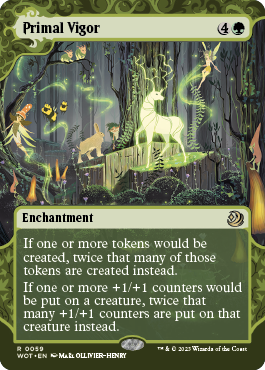 Primal Vigor 4
Enchantment
If one or more tokens would be
created, twice that many of those
tokens are created instead.
If one or more +1/+1 counters
would be put on a creature, twice that
many +1/+1 counters are put on that
creature instead.
R 0059
WOT • EN MAËL OLLIVIER-HENRY ™ & © 2023 Wizards of the Coast